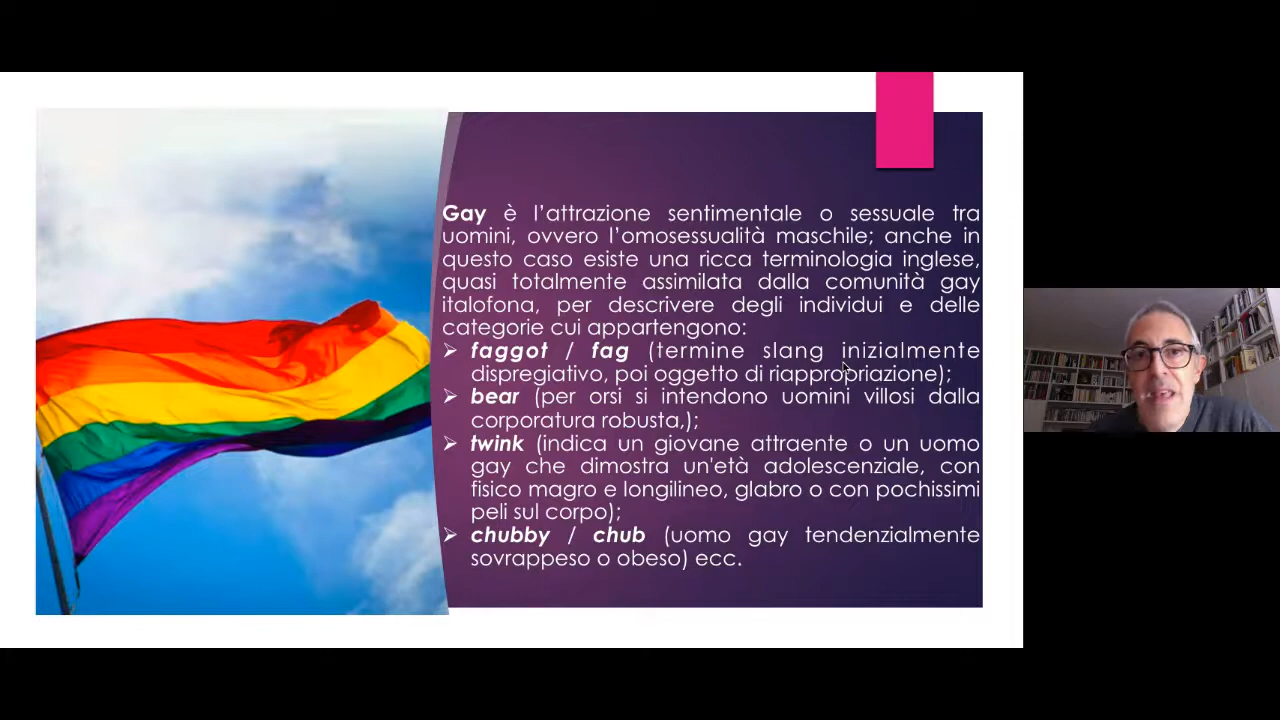 Gay è l'attrazione sentimentale o sessuale tra
uomini, ovvero l'omosessualità maschile; anche in
questo caso esiste una ricca terminologia inglese,
quasi totalmente assimilata dalla comunità gay
italofona, per descrivere degli individui e delle
categorie cui appartengono:
➢ faggot / fag (termine slang inizialmente
dispregiativo, poi oggetto di riappropriazione);
➢ bear (per orsi si intendono uomini villosi dalla
corporatura robusta,);
➢ twink (indica un giovane attraente o un uomo
gay che dimostra un'età adolescenziale, con
fisico magro e longilineo, glabro o con pochissimi
peli sul corpo);
➢ chubby / chub (uomo gay tendenzialmente
sovrappeso o obeso) ecc.